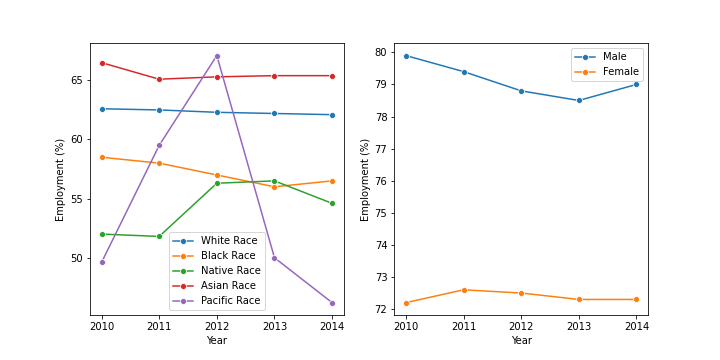 Employment (%)
65
60
55
50
2010 2011 2012 2013 2014
Year
White Race
Black Race
Native Race
Asian Race
Pacific Race
Employment (%)
80
79
78
77
76
75
74
73
72
2010 2011 2012 2013 2014
Year
Male
Female